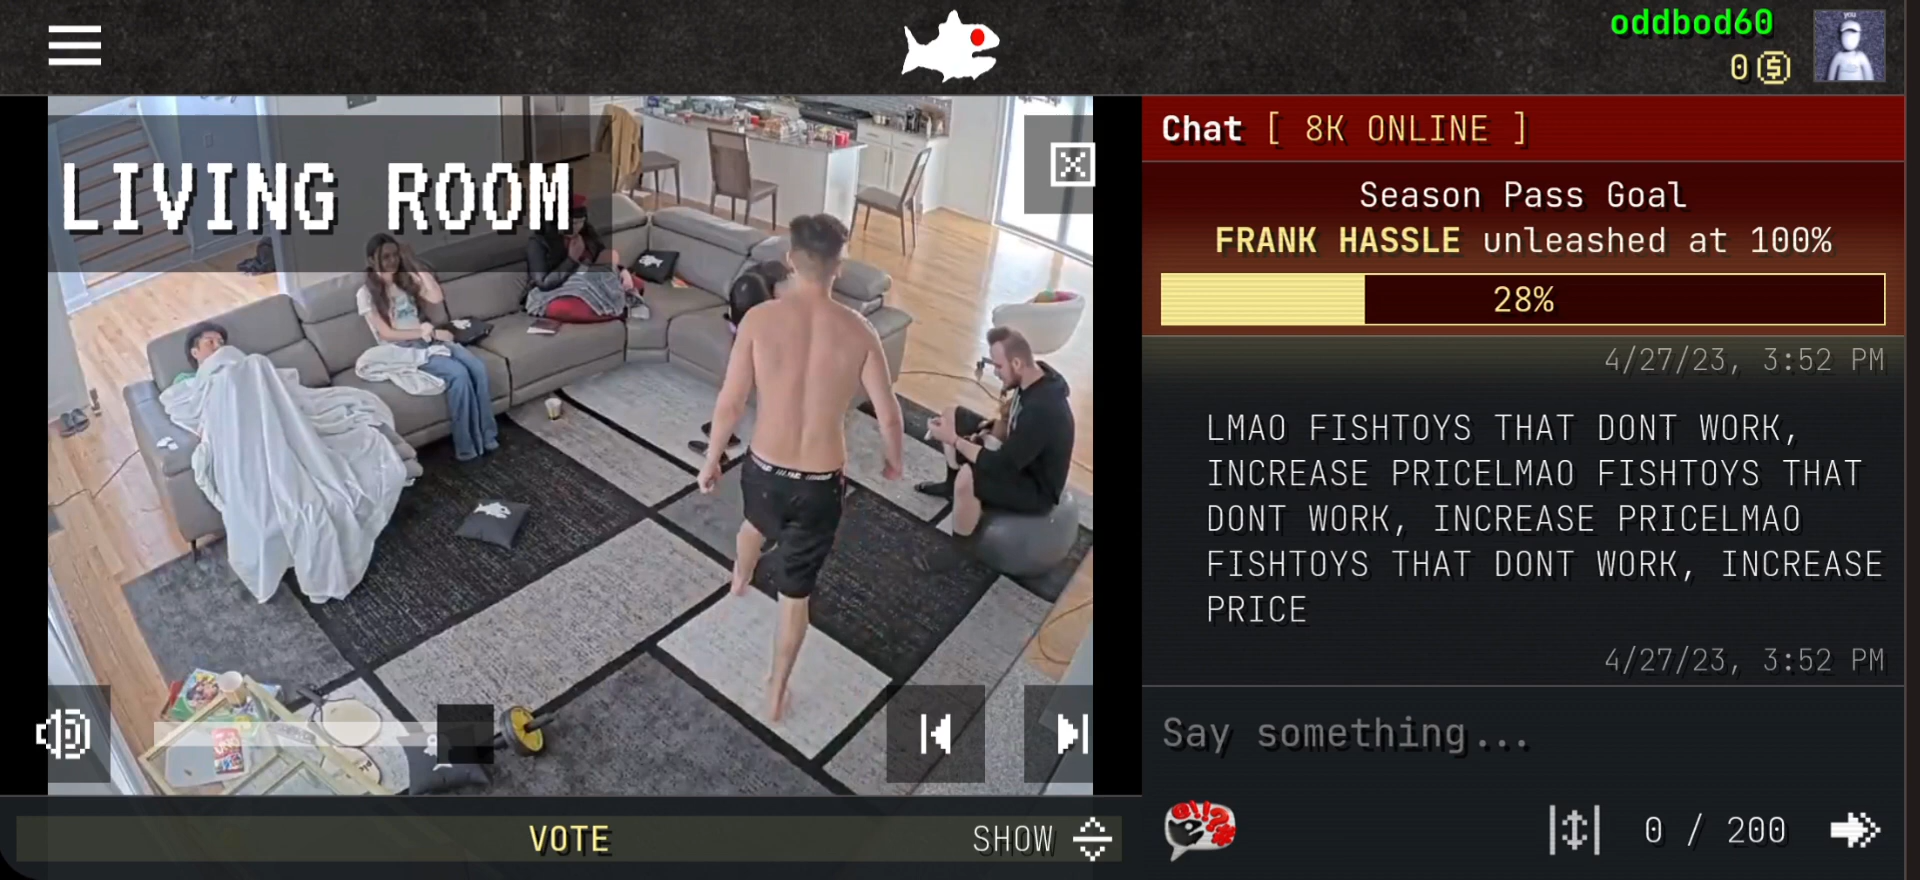 oddbod60
you
0
LIVING ROOM
Chat [ 8K ONLINE ]
Season Pass Goal
FRANK HASSLE unleashed at 100%
28%
4/27/23, 3:52 PM
LMAO FISHTOYS THAT DONT WORK,
INCREASE PRICELMAO FISHTOYS THAT
DONT WORK, INCREASE PRICELMAO
FISHTOYS THAT DONT WORK, INCREASE
PRICE
4/27/23, 3:52 PM
Say something...
0 / 200
VOTE
SHOW
UNO